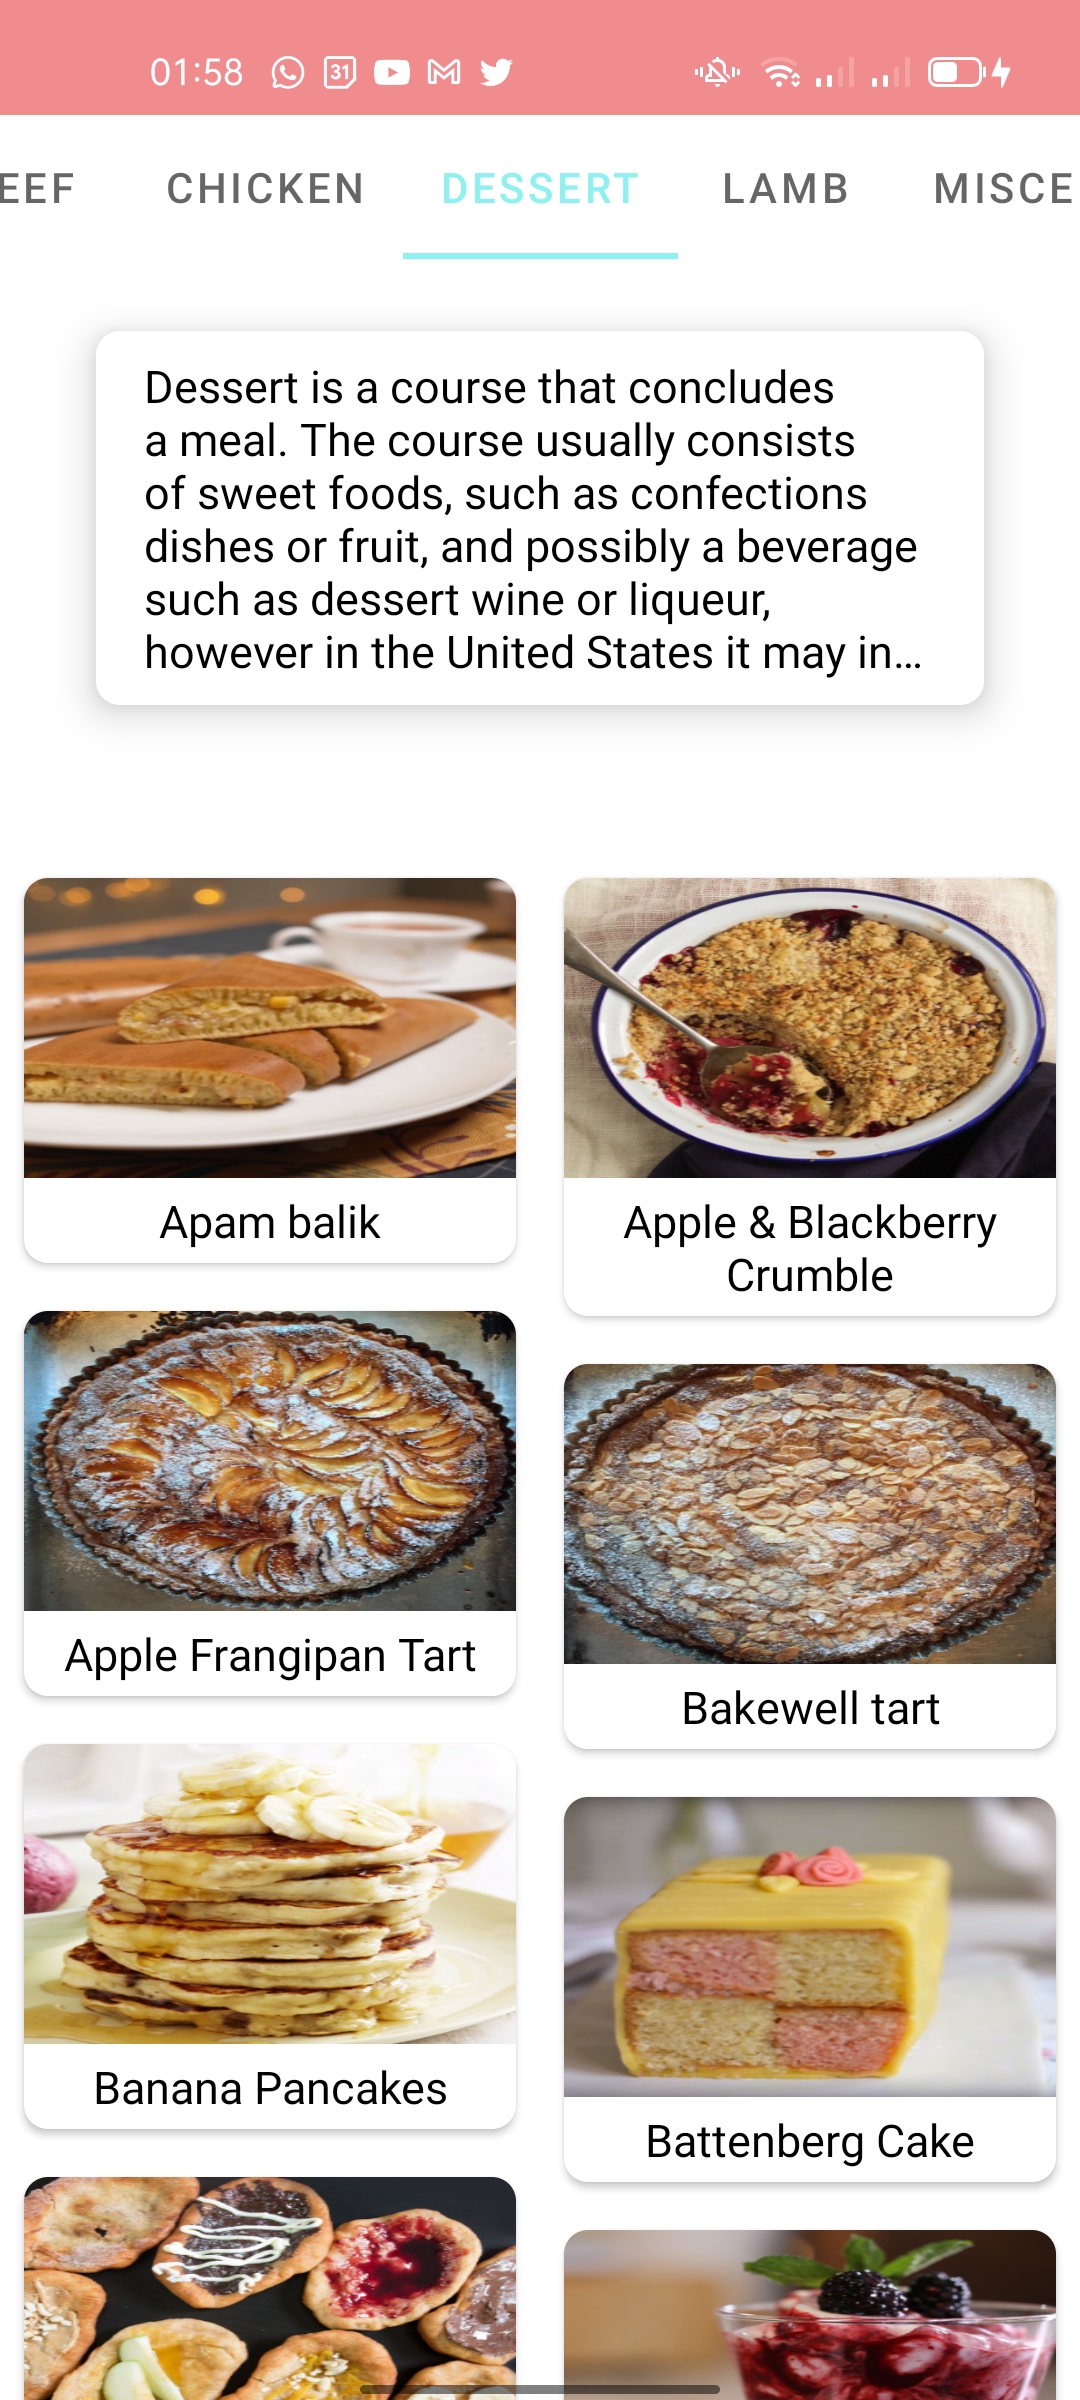 01:58
31
EEF CHICKEN DESSERT LAMB MISCE
Dessert is a course that concludes
a meal. The course usually consists
of sweet foods, such as confections
dishes or fruit, and possibly a beverage
such as dessert wine or liqueur,
however in the United States it may in…
Apam balik
Apple & Blackberry
Crumble
Apple Frangipan Tart
Bakewell tart
Banana Pancakes
Battenberg Cake